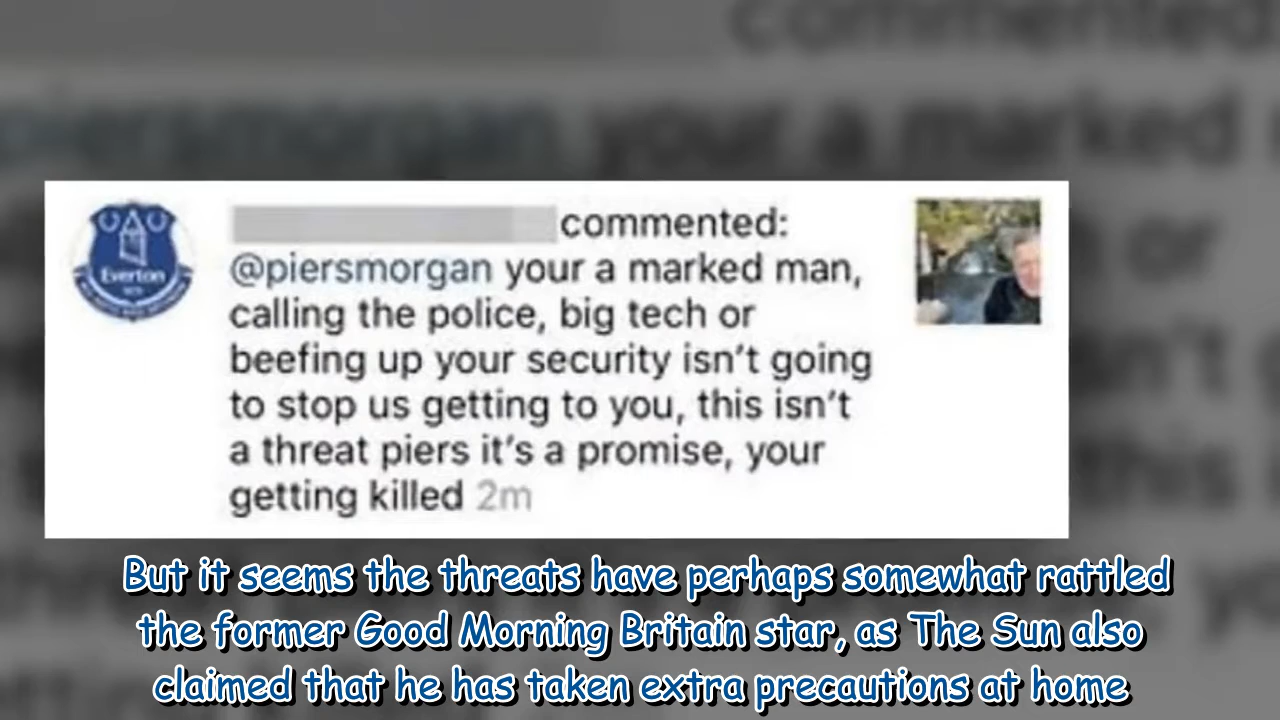 commented:
@piersmorgan your a marked man,
calling the police, big tech or
beefing up your security isn't going
to stop us getting to you, this isn't
a threat piers it's a promise, your
getting killed 2m
Everton
But it seems the threats have perhaps somewhat rattled
the former Good Morning Britain star, as The Sun also
claimed that he has taken extra precautions at home